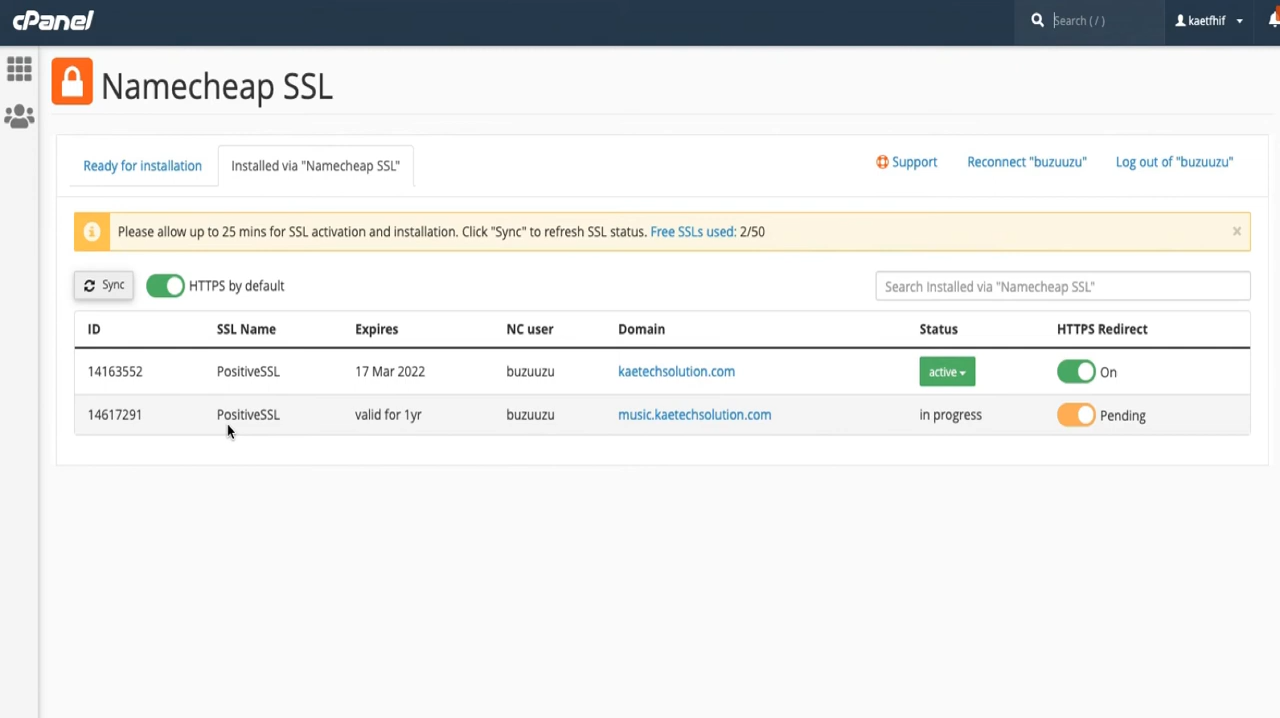 cPanel
Search ( / )
kaetfhif
Namecheap SSL
Ready for installation
Installed via "Namecheap SSL"
Support
Reconnect "buzuuzu"
Log out of "buzuuzu"
Please allow up to 25 mins for SSL activation and installation. Click "Sync" to refresh SSL status. Free SSLs used: 2/50
×
Sync
HTTPS by default
Search Installed via "Namecheap SSL"
ID SSL Name Expires NC user Domain Status HTTPS Redirect
14163552 PositiveSSL 17 Mar 2022 buzuuzu kaetechsolution.com active On
14617291 PositiveSSL valid for 1yr buzuuzu music.kaetechsolution.com in progress Pending